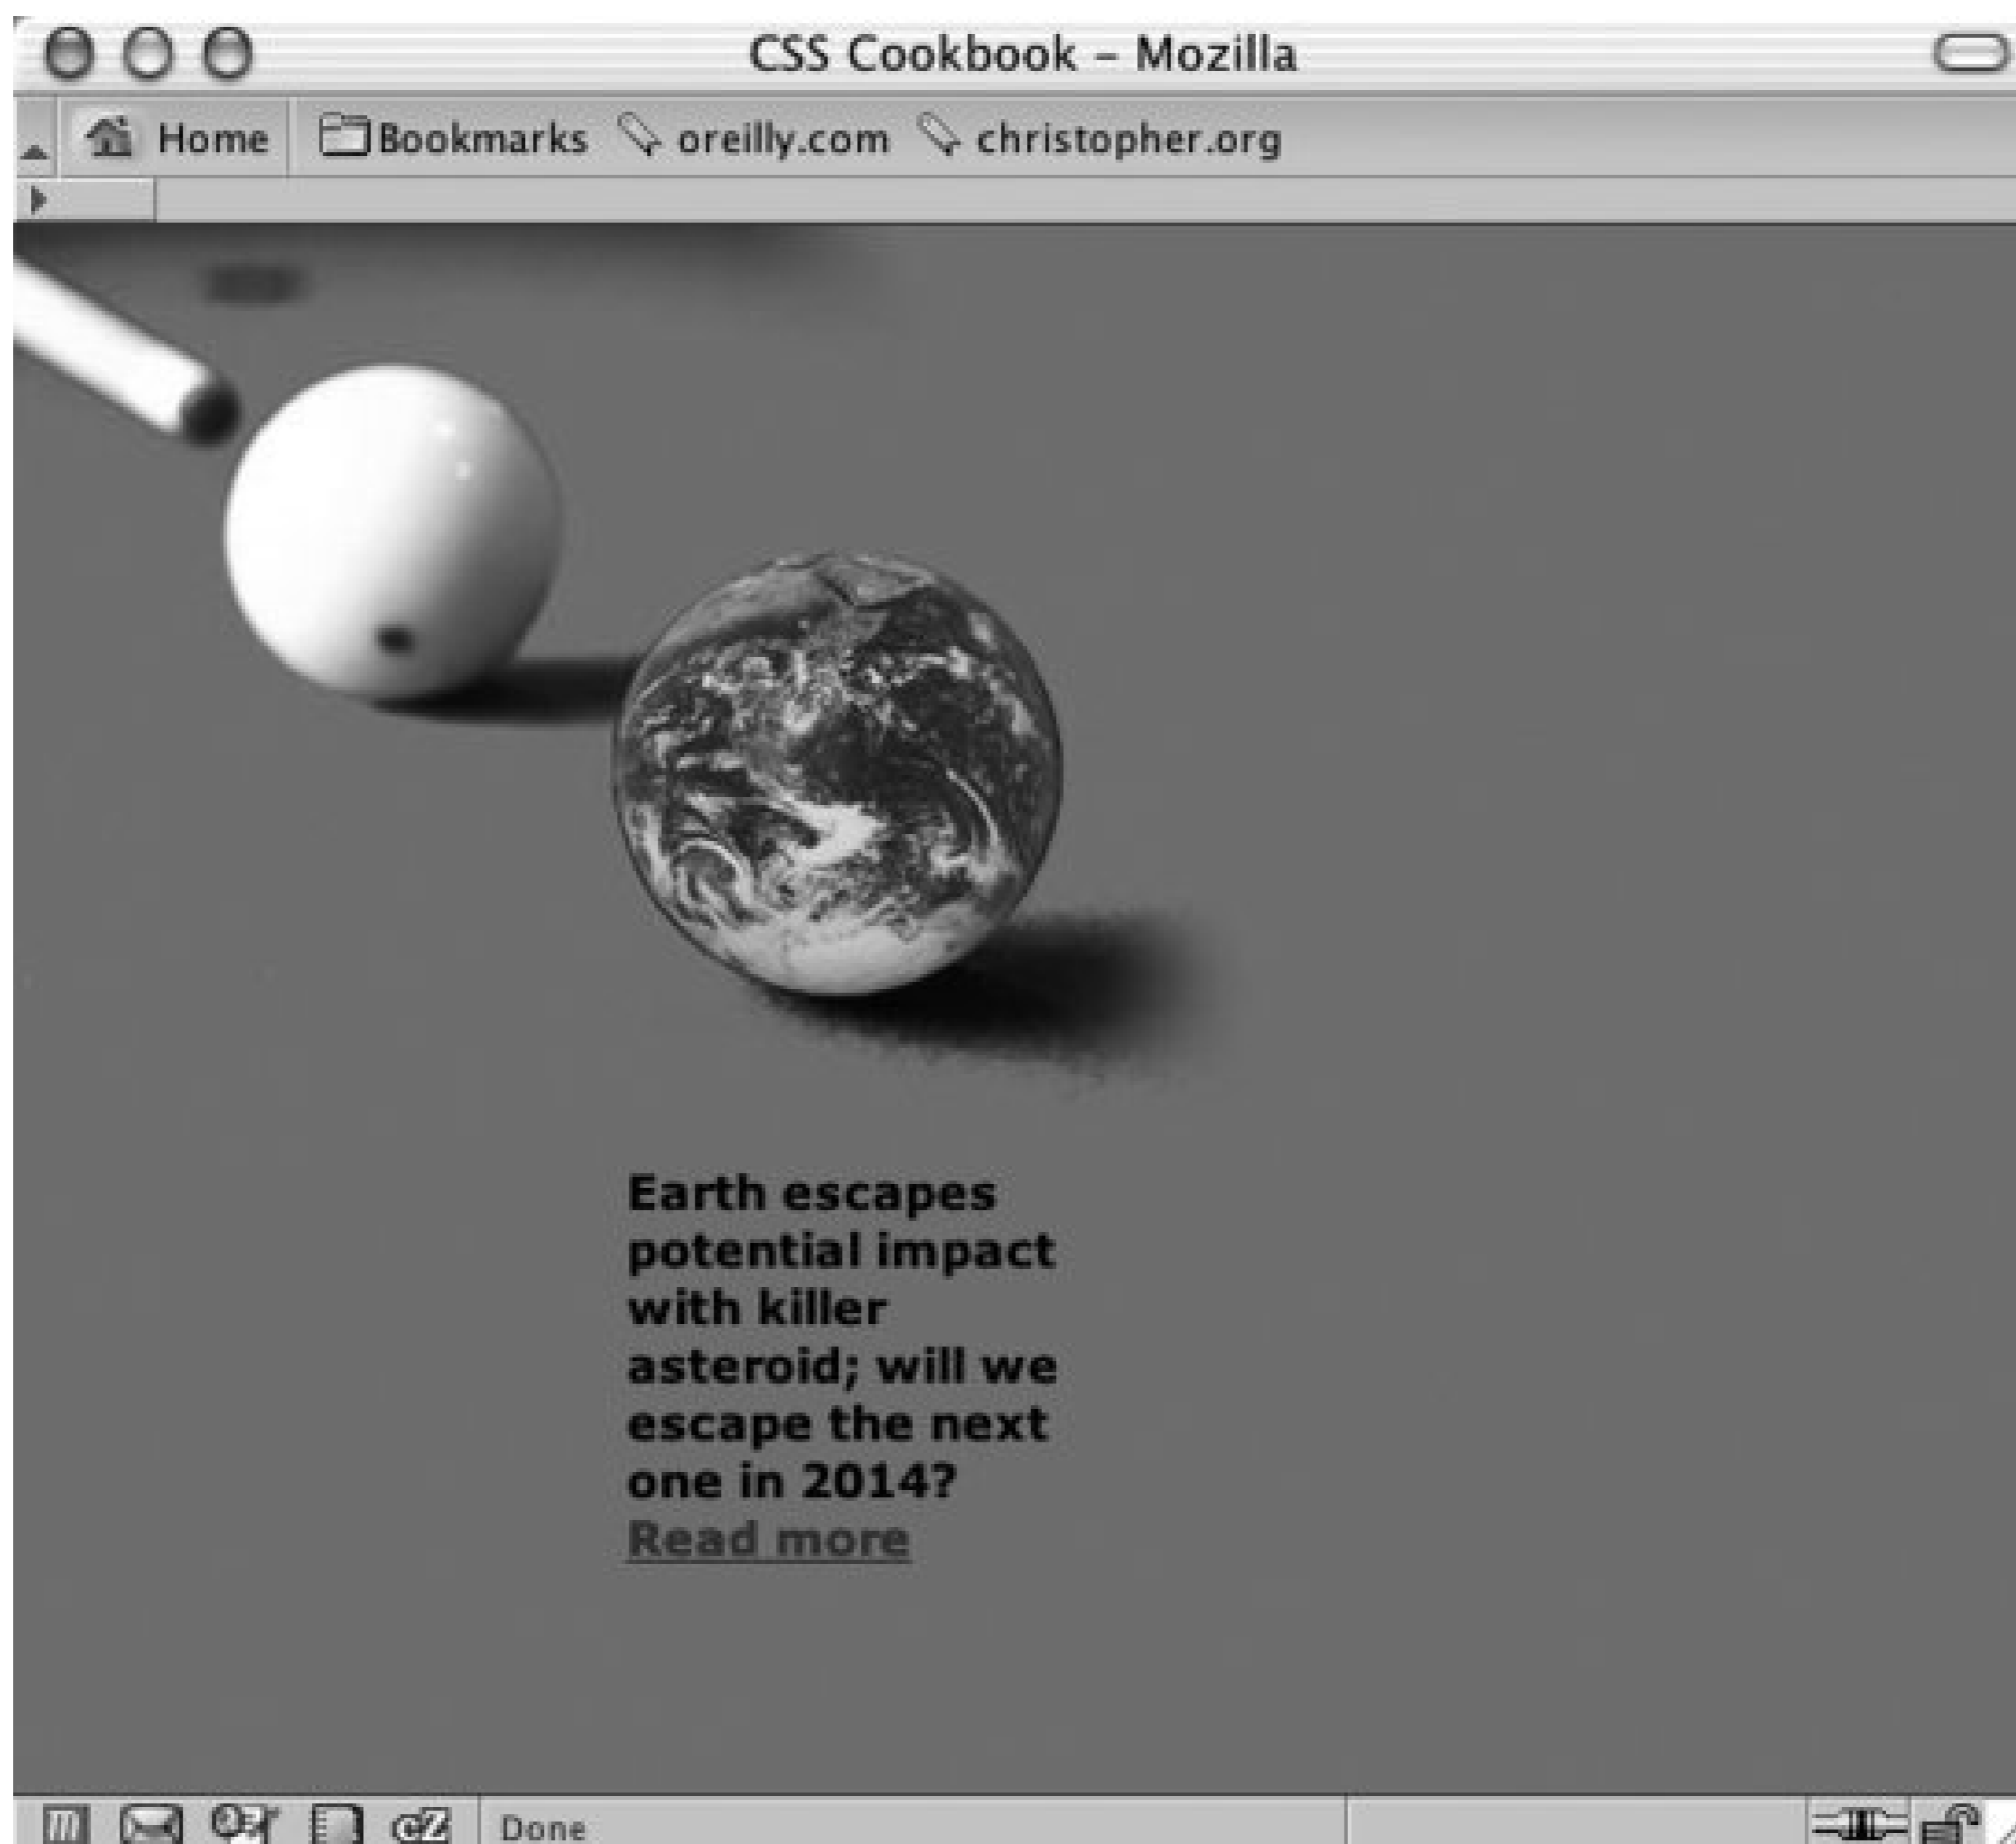 CSS Cookbook – Mozilla
Home Bookmarks oreilly.com christopher.org
Earth escapes
potential impact
with killer
asteroid; will we
escape the next
one in 2014?
Read more
Done